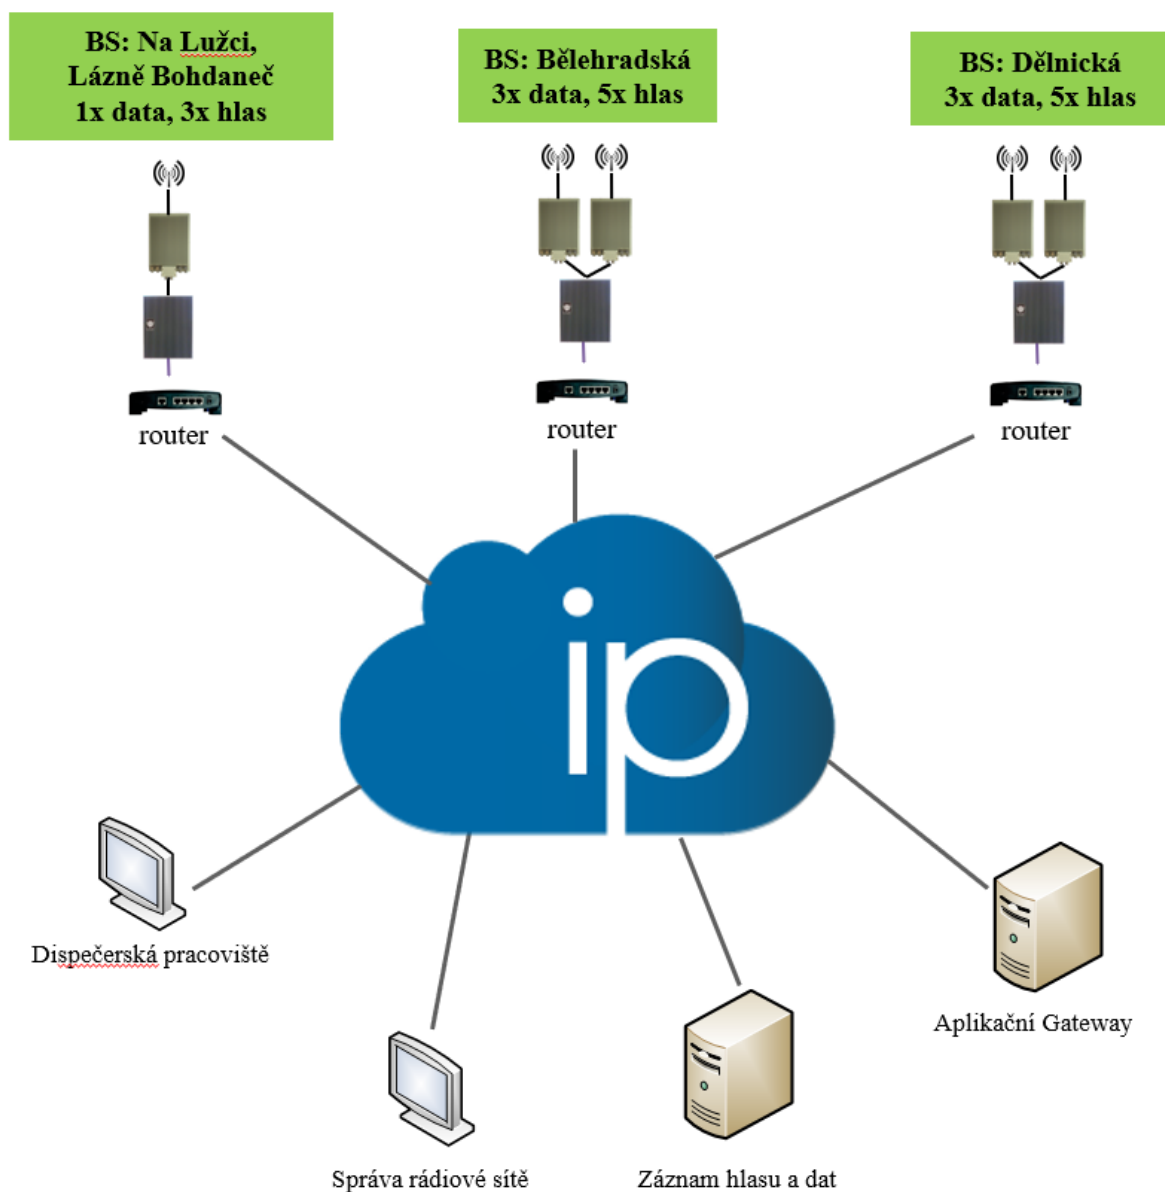 BS: Na Lužci,
Lázně Bohdaneč
1x data, 3x hlas
BS: Bělehradská
3x data, 5x hlas
BS: Dělnická
3x data, 5x hlas
router
router
router
ip
Dispečerská pracoviště
Aplikační Gateway
Správa rádiové sítě
Záznam hlasu a dat